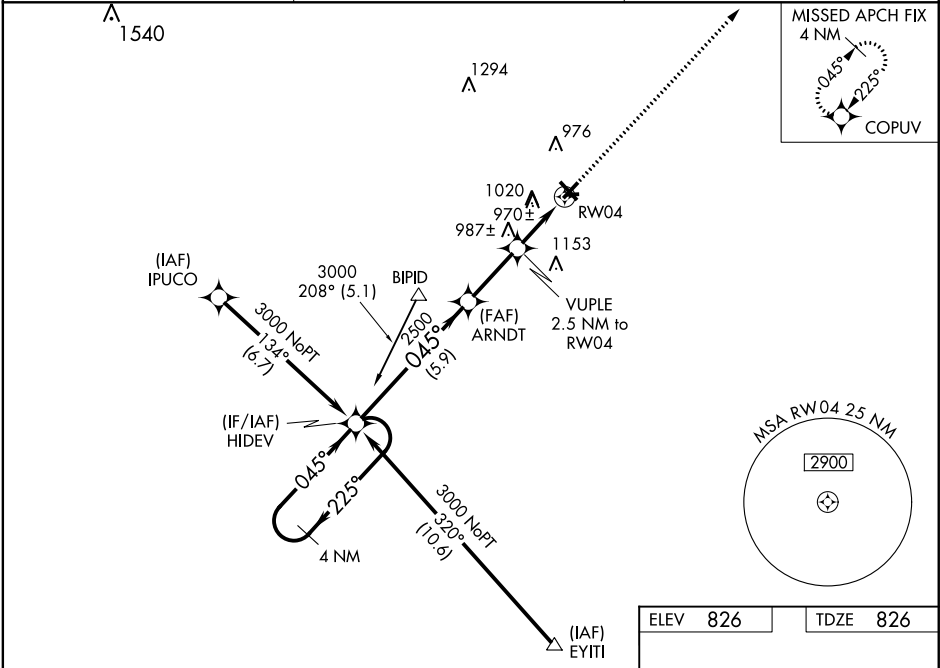 1540
1294
976
MISSED APCH FIX
4 NM
045°
225°
COPUV
1020
970±
987±
RW04
1153
(IAF)
IPUCO
3000
208° (5.1)
BIPID
(FAF)
ARNDT
VUPLE
2.5 NM to
RW04
3000 NoPT
134°
(6.7)
2500
045°
(5.9)
(IF/IAF)
HIDEV
045°
225°
4 NM
3000 NoPT
320°
(10.6)
(IAF)
EYITI
MSA RW04 25 NM
2900
ELEV 826
TDZE 826